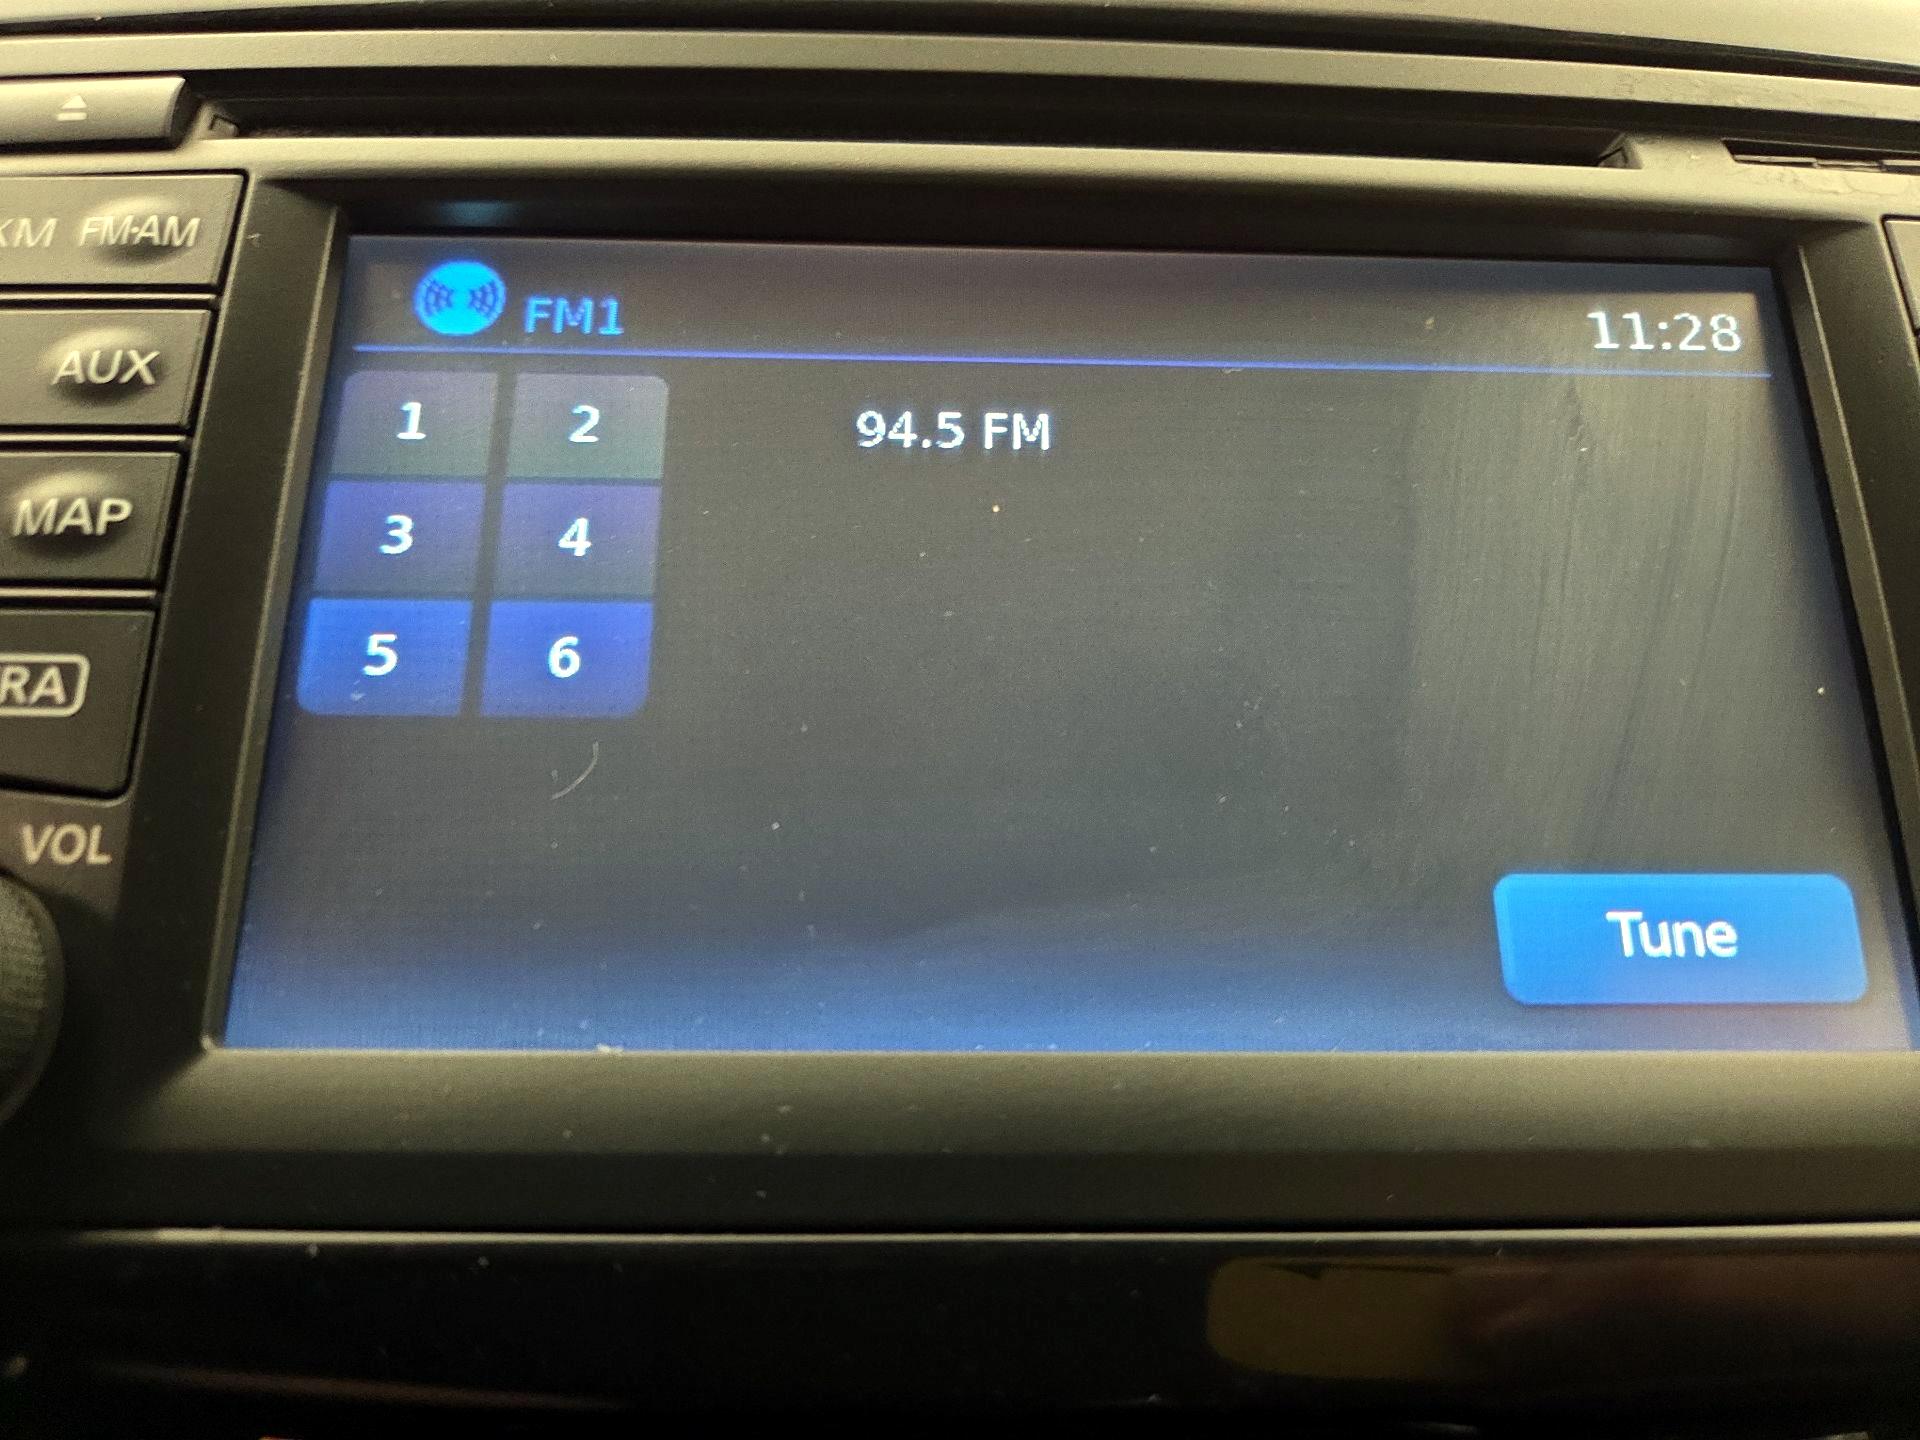 FM·AM
FM1
11:28
AUX
1 2
94.5 FM
MAP
3 4
5 6
VOL
Tune